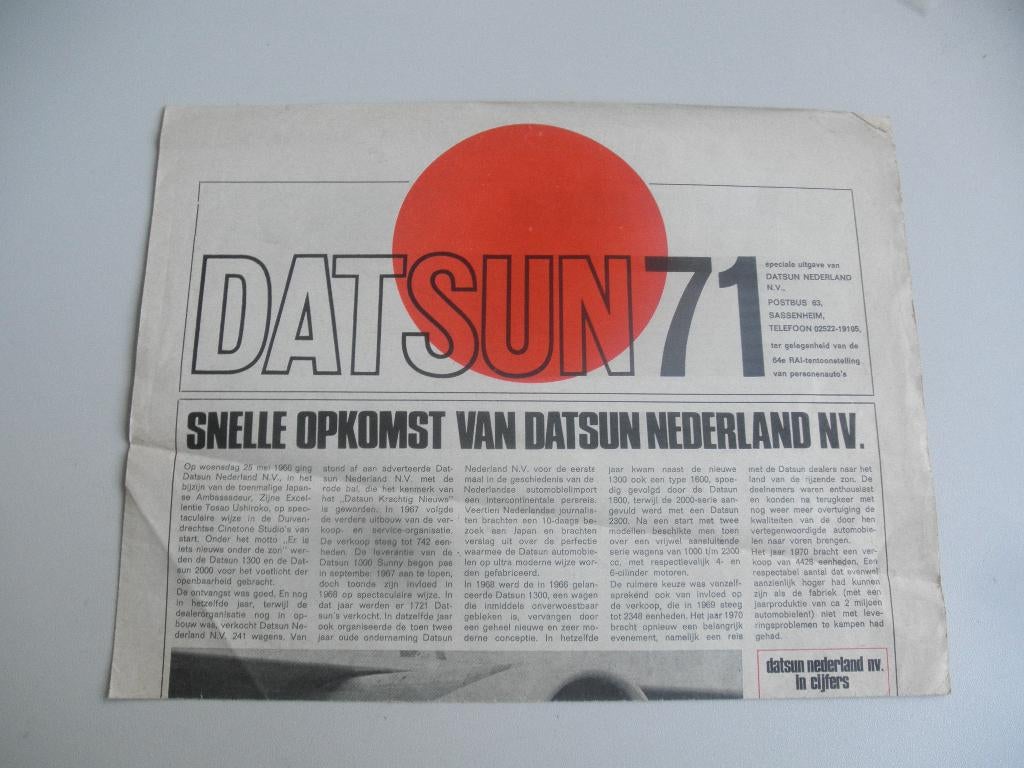 DATSUN 71
speciale uitgave van
DATSUN NEDERLAND
N.V.,
POSTBUS 63,
SASSENHEIM,
TELEFOON 02522-19105,
ter gelegenheid van de
64e RAI-tentoonstelling
van personenauto's
SNELLE OPKOMST VAN DATSUN NEDERLAND NV.
Op woensdag 25 mei 1966 ging
Datsun Nederland N.V., in het
bijzijn van de toenmalige Japan-
se Ambassadeur, Zijne Excel-
lentie Tosao Ushiroko, op spec-
taculaire wijze in de Duiven-
drechtse Cinetone Studio's van
start. Onder het motto „Er is
iets nieuws onder de zon" wer-
den de Datsun 1300 en de Dat-
sun 2000 voor het voetlicht der
openbaarheid gebracht.
De ontvangst was goed. En nog
in hetzelfde jaar, terwijl de
dealerorganisatie nog in op-
bouw was, verkocht Datsun Ne-
derland N.V. 241 wagens. Van
stond af aan adverteerde Dat-
sun Nederland N.V. met de
rode bal, die het kenmerk van
het „Datsun Krachtig Nieuws"
is geworden. In 1967 volgde
de verdere uitbouw van de ver-
koop- en service-organisatie.
De verkoop steeg tot 742 een-
heden. De leverantie van de
Datsun 1000 Sunny begon pas
in september 1967 aan te lopen,
doch toonde zijn invloed in
1968 op spectaculaire wijze. In
dat jaar werden er 1721 Dat-
sun's verkocht. In datzelfde jaar
ook organiseerde de toen twee
jaar oude onderneming Datsun
Nederland N.V. voor de eerste
maal in de geschiedenis van de
Nederlandse automobielimport
een Intercontinentale persreis.
Veertien Nederlandse journalis-
ten brachten een 10-daags be-
zoek aan Japan en brachten
verslag uit over de perfectie
waarmee de Datsun automobie-
len op ultra moderne wijze wor-
den gefabriceerd.
In 1968 werd de in 1966 gelan-
ceerde Datsun 1300, een wagen
die inmiddels onverwoestbaar
gebleken is, vervangen door
een geheel nieuwe en zeer mo-
derne conceptie. In hetzelfde
jaar kwam naast de nieuwe
1300 ook een type 1600, spoe-
dig gevolgd door de Datsun
1800, terwijl de 2000-serie aan-
gevuld werd met een Datsun
2300. Na een start met twee
modellen beschikte men toen
over een vrijwel aansluitende
serie wagens van 1000 t/m 2300
cc. met respectievelijk 4- en
6-cilinder motoren.
De ruimere keuze was vanzelf-
sprekend ook van invloed op
de verkoop, die in 1969 steeg
tot 2348 eenheden. Het jaar 1970
bracht opnieuw een belangrijk
evenement, namelijk een reis
met de Datsun dealers naar het
land van de rijzende zon. De
deelnemers waren enthousiast
en konden na terugkeer met
nog weer meer overtuiging de
kwaliteiten van de door hen
vertegenwoordigde automobie-
len naar voren brengen.
Het jaar 1970 bracht een ver-
koop van 4428 eenheden. Een
respectabel aantal dat evenwel
aanzienlijk hoger had kunnen
zijn als de fabriek (met een
jaarproduktie van ca 2 miljoen
automobielen!) niet met leve-
ringsproblemen te kampen had
gehad.
datsun nederland nv.
in cijfers